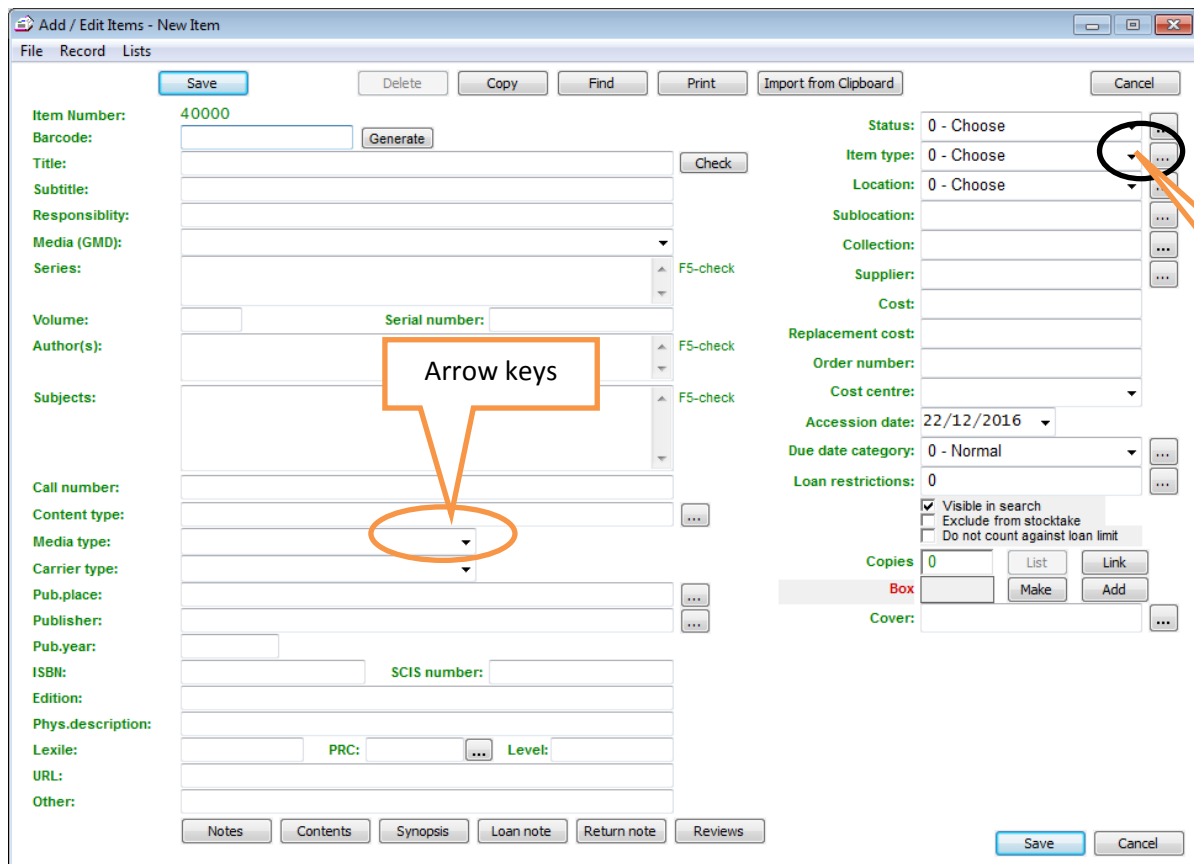 Add / Edit Items - New Item
File Record Lists
Save Delete Copy Find Print Import from Clipboard Cancel
Item Number: 40000
Barcode: Generate
Title: Check
Subtitle:
Responsiblity:
Media (GMD):
Series: F5-check
Volume: Serial number:
Author(s): F5-check
Arrow keys
Subjects: F5-check
Call number:
Content type: ...
Media type:
Carrier type:
Pub.place: ...
Publisher: ...
Pub.year:
ISBN: SCIS number:
Edition:
Phys.description:
Lexile: PRC: ... Level:
URL:
Other:
Notes Contents Synopsis Loan note Return note Reviews
Status: 0 - Choose ...
Item type: 0 - Choose ...
Location: 0 - Choose ...
Sublocation: ...
Collection: ...
Supplier: ...
Cost:
Replacement cost:
Order number:
Cost centre:
Accession date: 22/12/2016
Due date category: 0 - Normal ...
Loan restrictions: 0 ...
Visible in search
Exclude from stocktake
Do not count against loan limit
Copies 0 List Link
Box Make Add
Cover: ...
Save Cancel